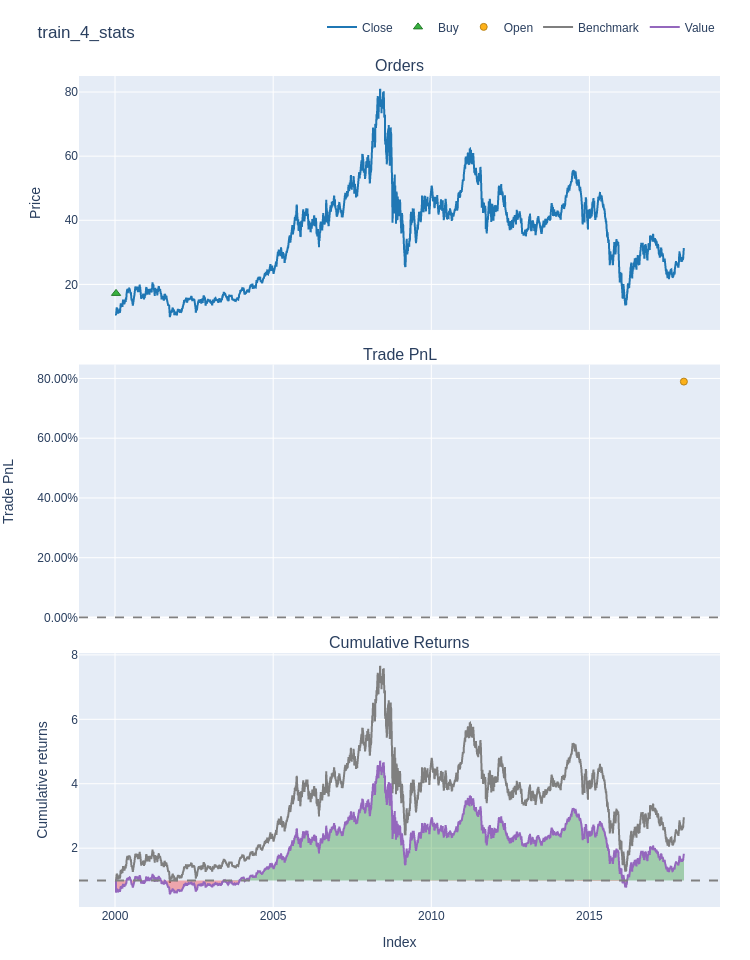 train_4_stats
Close
Buy
Open
Benchmark
Value
Orders
80
60
40
20
Price
Trade PnL
80.00%
60.00%
40.00%
20.00%
0.00%
Trade PnL
Cumulative Returns
8
6
4
2
Cumulative returns
2000
2005
2010
2015
Index